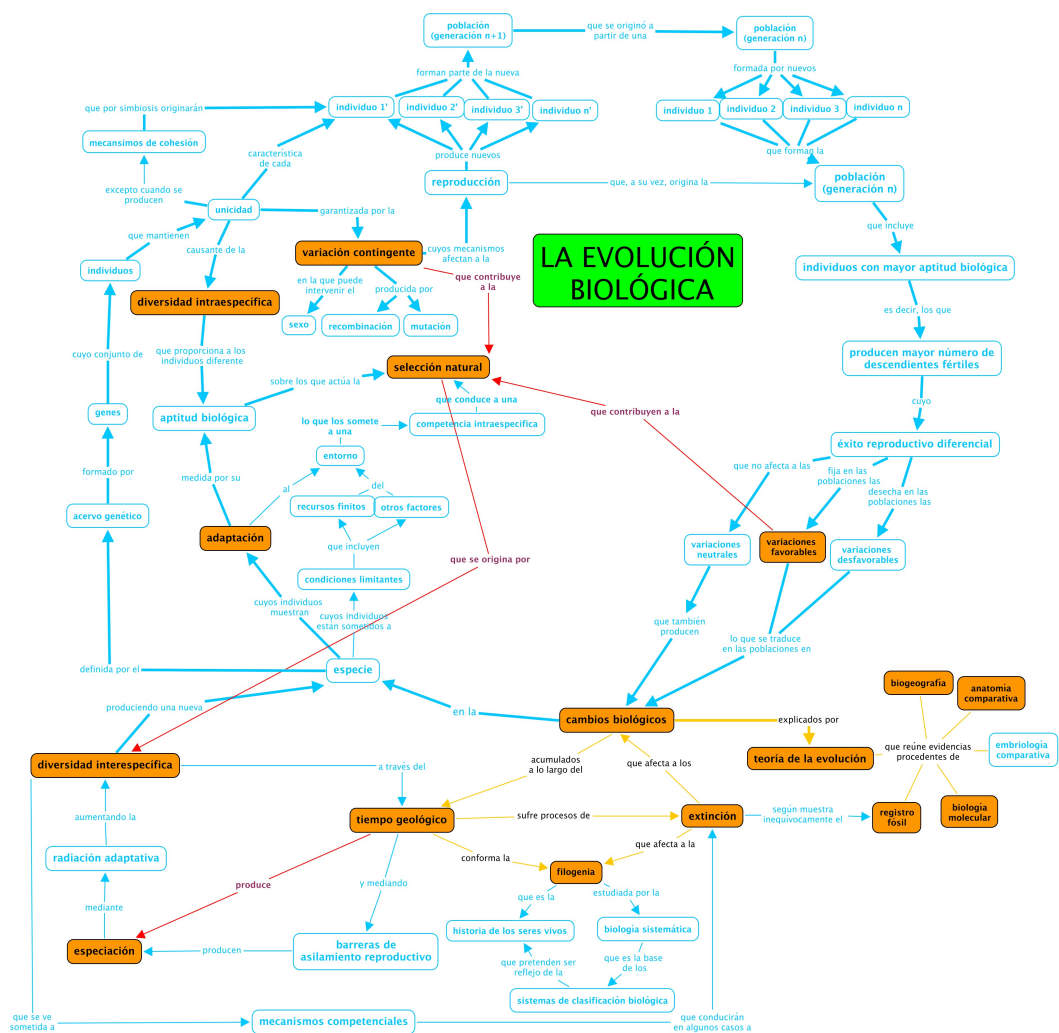 población
(generación n+1)
que se originó a
partir de una
población
(generación n)
forman parte de la nueva
formada por nuevos
que por simbiosis originarán
individuo 1'
individuo 2'
individuo 3'
individuo n'
individuo 1
individuo 2
individuo 3
individuo n
mecansimos de cohesión
característica
de cada
produce nuevos
que forman la
excepto cuando se
producen
reproducción
que, a su vez, origina la
población
(generación n)
unicidad
garantizada por la
que incluye
que mantienen
causante de la
variación contingente
cuyos mecanismos
afectan a la
LA EVOLUCIÓN
BIOLÓGICA
individuos
individuos con mayor aptitud biológica
en la que puede
intervenir el
producida por
que contribuye
a la
diversidad intraespecífica
es decir, los que
sexo
recombinación
mutación
cuyo conjunto de
que proporciona a los
individuos diferente
selección natural
producen mayor número de
descendientes fértiles
sobre los que actúa la
que conduce a una
cuyo
genes
aptitud biológica
lo que los somete
a una
competencia intraespecífica
que contribuyen a la
éxito reproductivo diferencial
formado por
medida por su
entorno
que no afecta a las
fija en las
poblaciones las
desecha en las
poblaciones las
al
del
acervo genético
recursos finitos
otros factores
adaptación
que incluyen
que se origina por
variaciones
neutrales
variaciones
favorables
variaciones
desfavorables
condiciones limitantes
cuyos individuos
muestran
cuyos individuos
están sometidos a
que también
producen
lo que se traduce
en las poblaciones en
definida por el
especie
produciendo una nueva
en la
cambios biológicos
explicados por
biogeografía
anatomía
comparativa
diversidad interespecífica
a través del
acumulados
a lo largo del
que afecta a los
teoría de la evolución
que reúne evidencias
procedentes de
embriología
comparativa
aumentando la
tiempo geológico
sufre procesos de
extinción
según muestra
inequivocamente el
registro
fósil
biología
molecular
radiación adaptativa
conforma la
que afecta a la
filogenia
mediante
produce
y mediando
que es la
estudiada por la
especiación
producen
barreras de
asilamiento reproductivo
historia de los seres vivos
biología sistemática
que pretenden ser
reflejo de la
que es la base
de los
sistemas de clasificación biológica
que se ve
sometida a
mecanismos competenciales
que conducirán
en algunos casos a